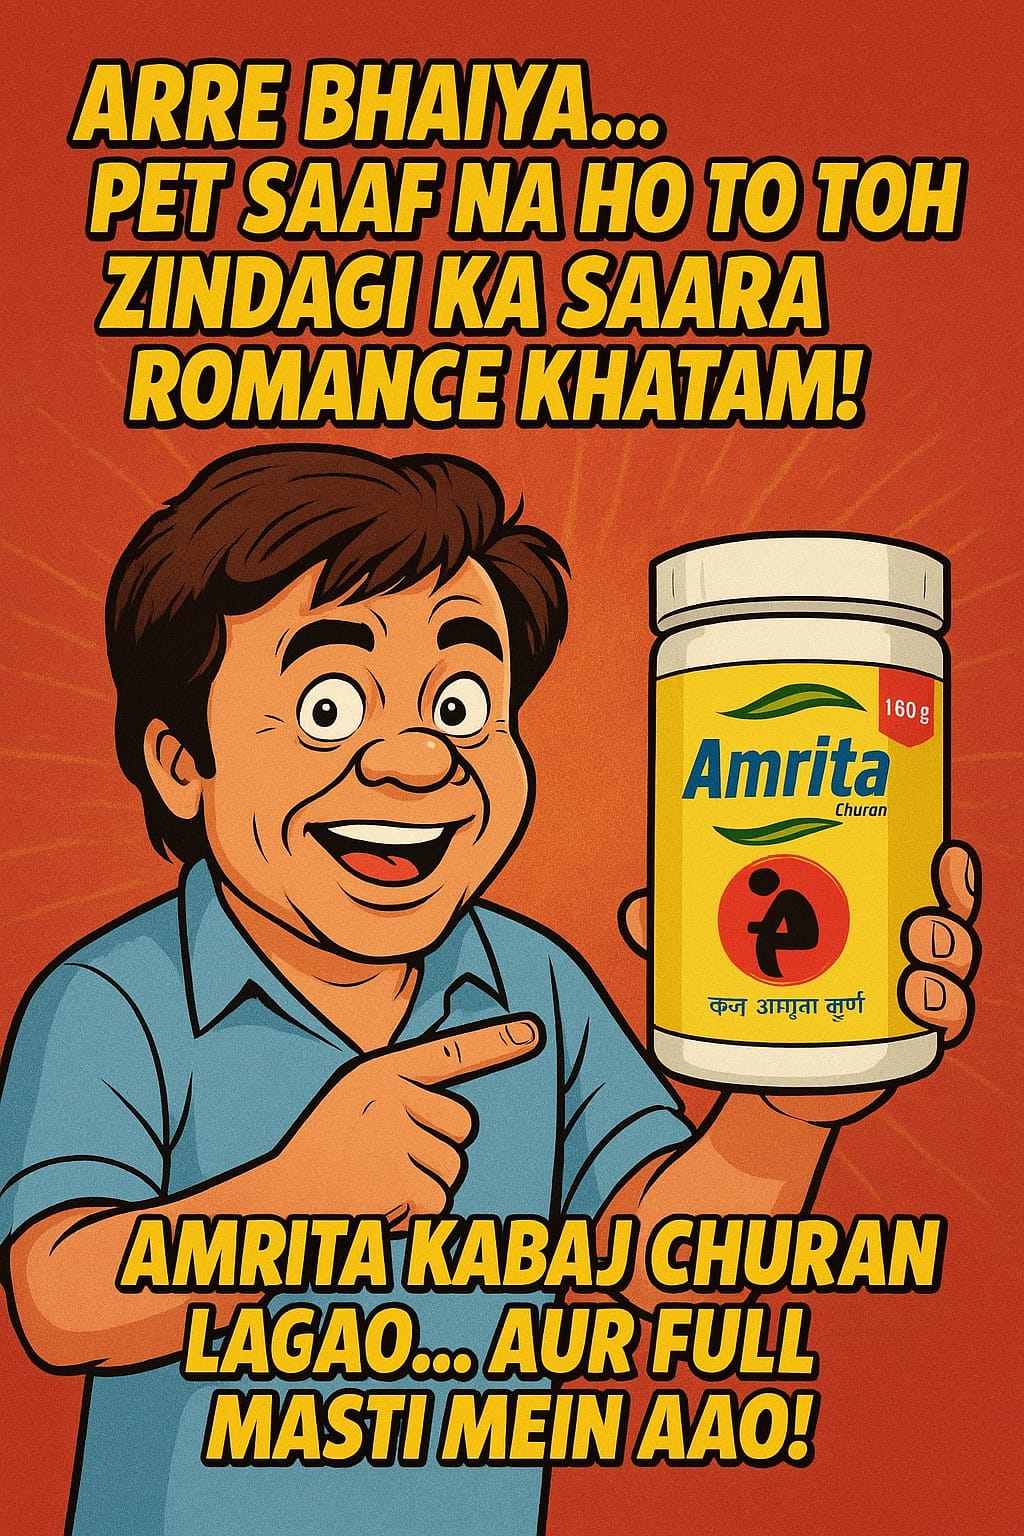 ARRE BHAIYA...
PET SAAF NA HO TO TOH
ZINDAGI KA SAARA
ROMANCE KHATAM!
160 g
Amrita
Churan
AMRITA KABAJ CHURAN
LAGAO... AUR FULL
MASTI MEIN AAO!